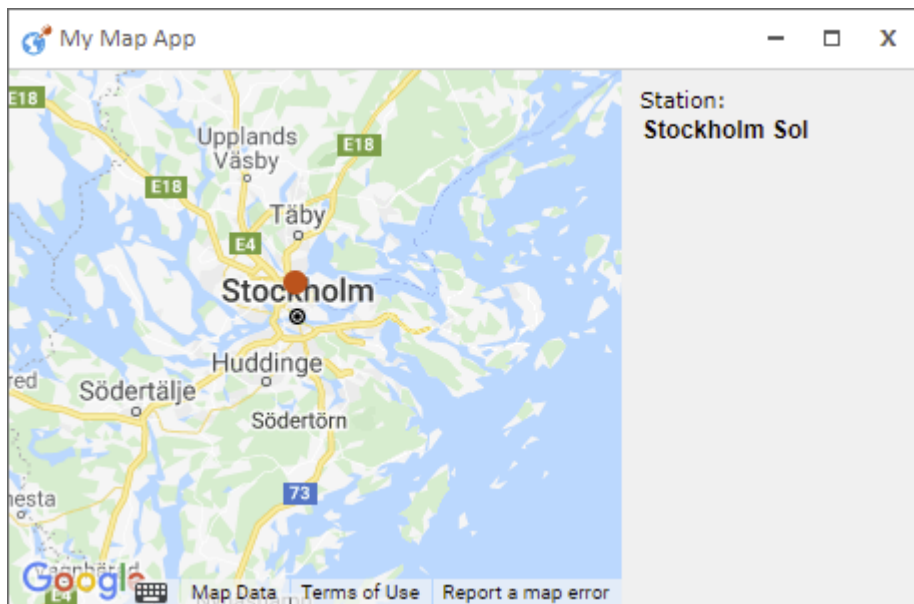 My Map App
X
Station:
Stockholm Sol
E18
Upplands
Väsby
E18
E18
Täby
E4
Stockholm
Huddinge
Södertälje
Södertörn
73
Google
E4
Map Data
Terms of Use
Report a map error